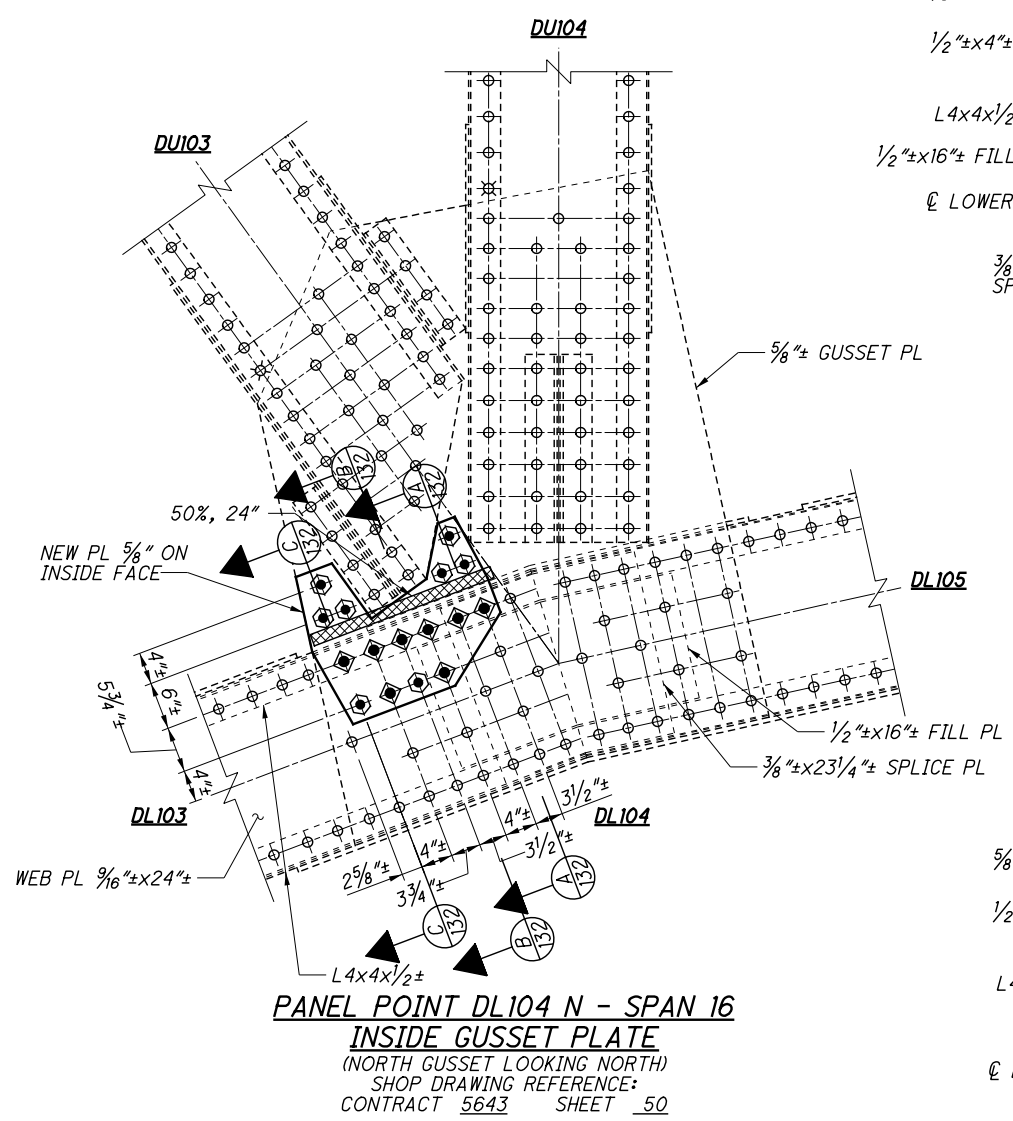 DU104
1/2"±x4"±
DU103
L4x4x1/2
1/2"±x16"± FILL
℄ LOWER
3/8
SP
5/8"± GUSSET PL
B
132
A
132
50%, 24"
C
132
NEW PL 5/8" ON
INSIDE FACE
DL105
4"±
6"±
5 3/4"±
4"±
1/2"±x16"± FILL PL
3/8"±x23 1/4"± SPLICE PL
DL103
DL104
3 1/2"±
4"±
3 1/2"±
4"±
3 3/4"±
2 5/8"±
WEB PL 9/16"±x24"±
A
132
C
132
B
132
L4x4x1/2±
5/8
1/2
L4
℄
PANEL POINT DL104 N - SPAN 16
INSIDE GUSSET PLATE
(NORTH GUSSET LOOKING NORTH)
SHOP DRAWING REFERENCE:
CONTRACT 5643 SHEET 50